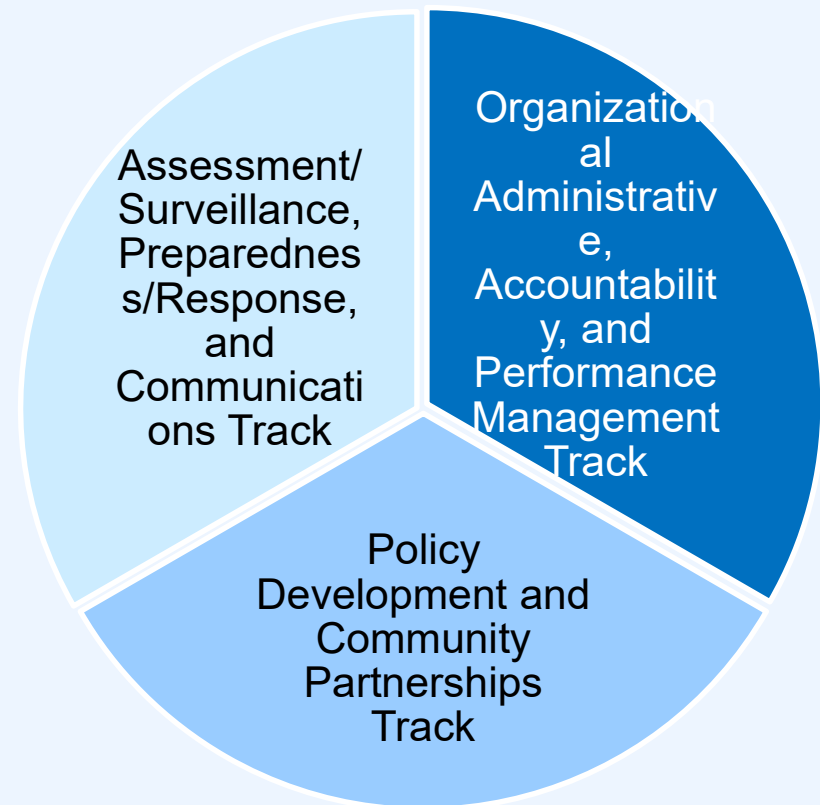 Assessment/
Surveillance,
Preparednes
s/Response,
and
Communicati
ons Track
Organization
al
Administrativ
e,
Accountabilit
y, and
Performance
Management
Track
Policy
Development and
Community
Partnerships
Track